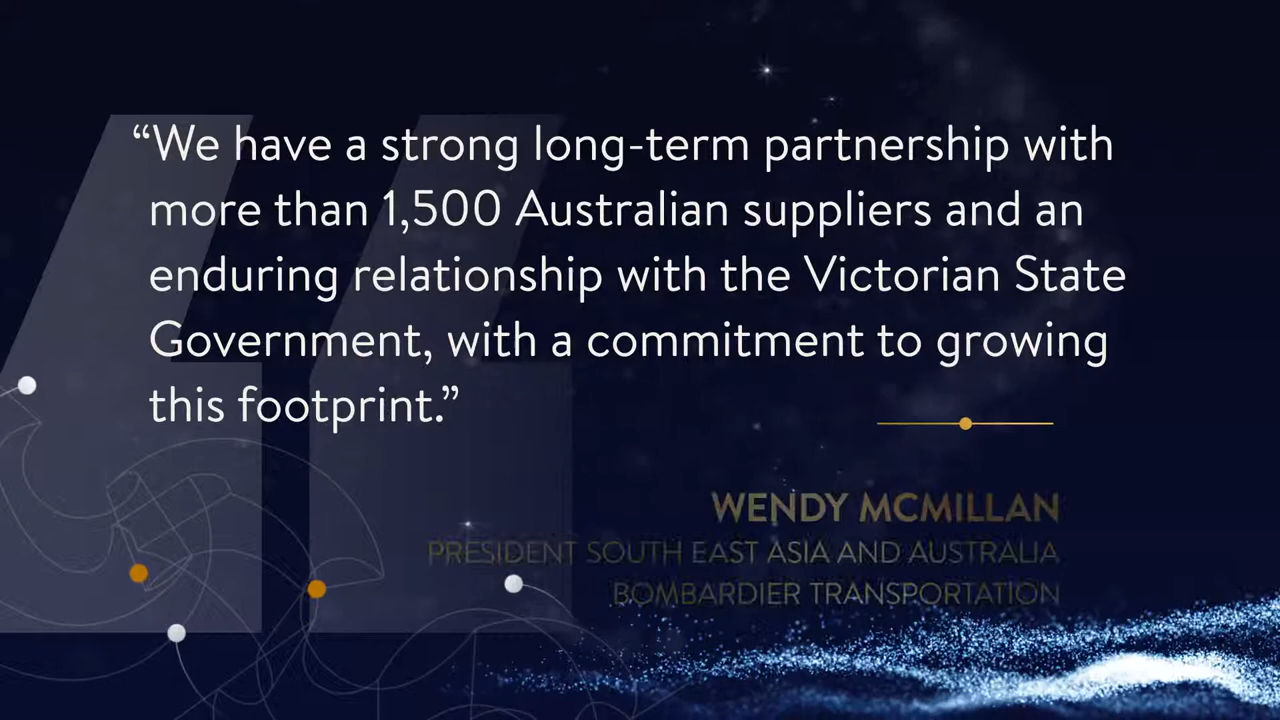 “We have a strong long-term partnership with
more than 1,500 Australian suppliers and an
enduring relationship with the Victorian State
Government, with a commitment to growing
this footprint.”
WENDY MCMILLAN
PRESIDENT SOUTH EAST ASIA AND AUSTRALIA
BOMBARDIER TRANSPORTATION